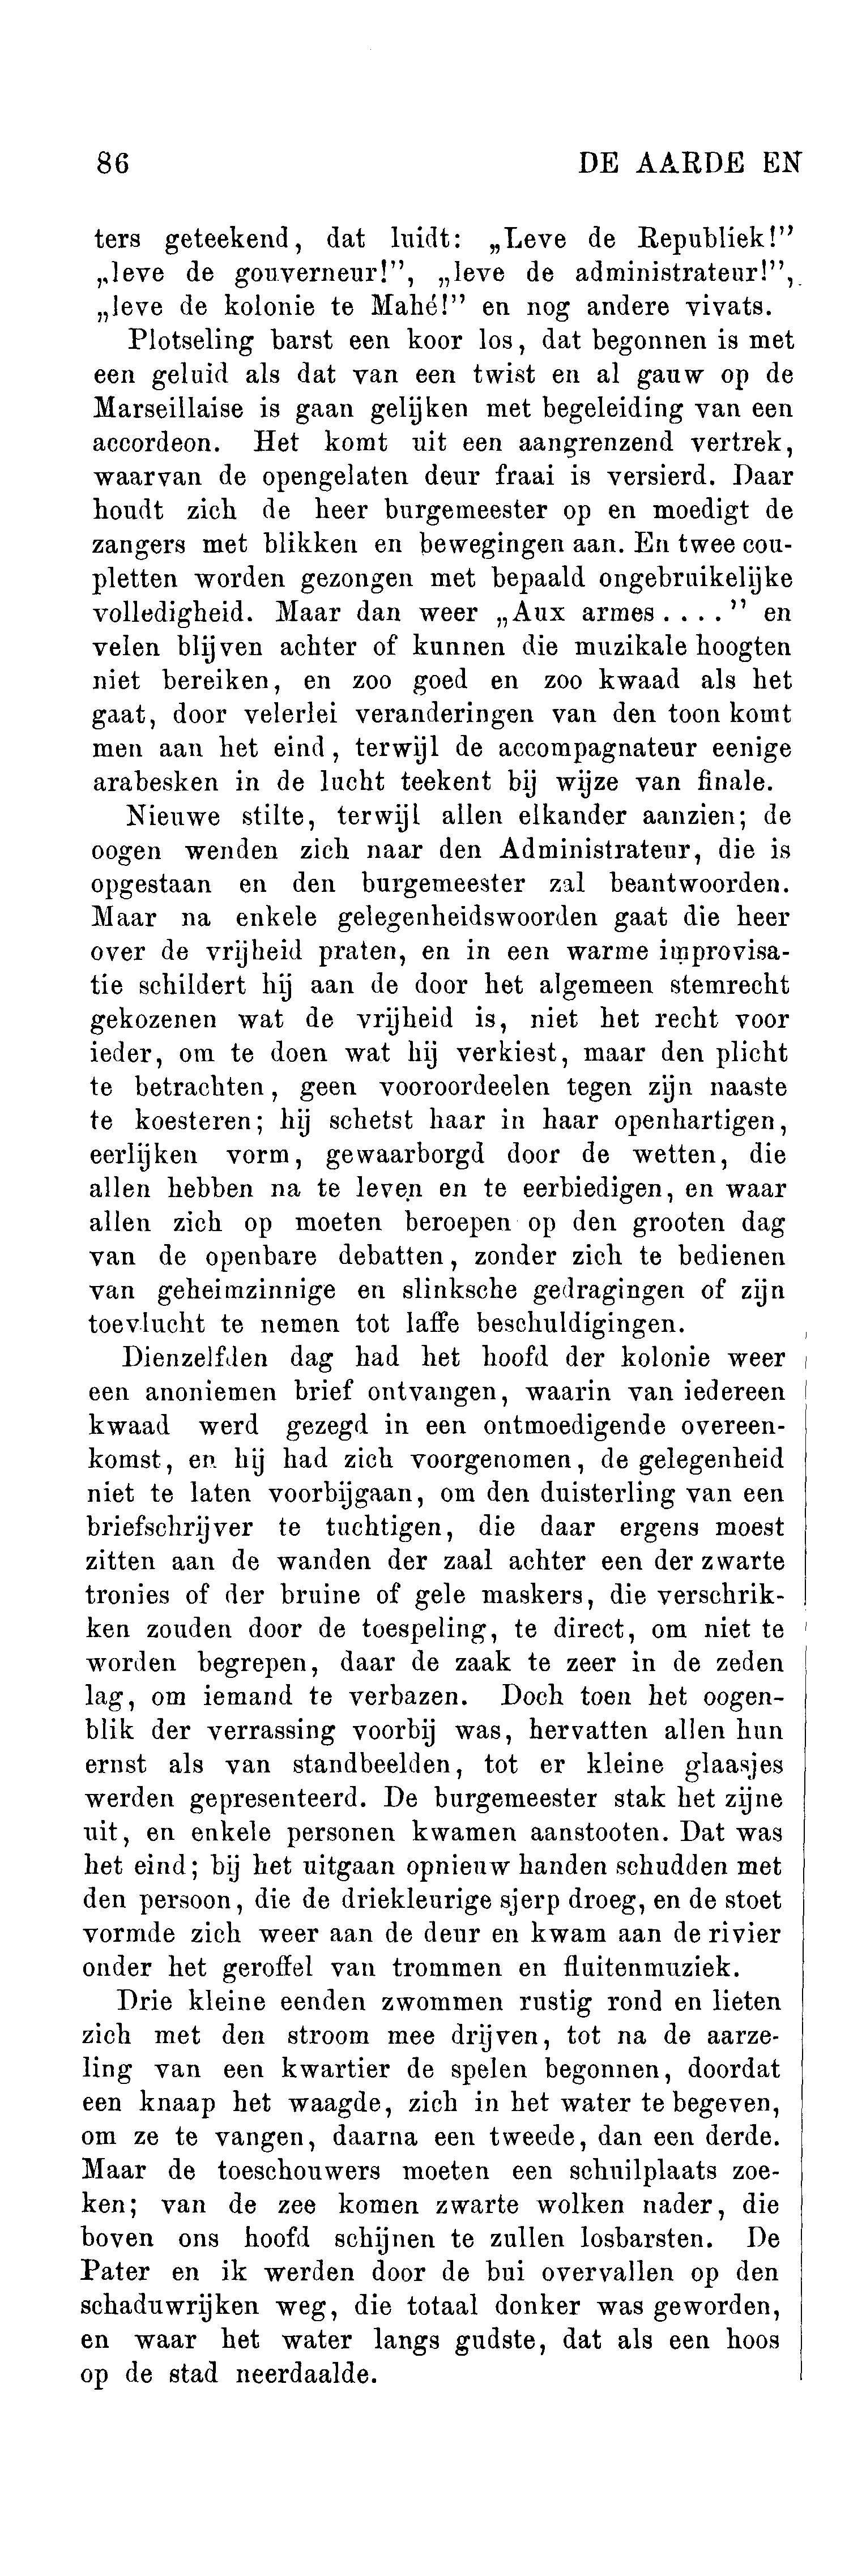 86 DE AARDE EN
ters geteekend, dat luidt: „Leve de Republiek!”
„leve de gouverneur!”, „leve de administrateur!”,
„leve de kolonie te Mahé!” en nog andere vivats.
Plotseling barst een koor los, dat begonnen is met
een geluid als dat van een twist en al gauw op de
Marseillaise is gaan gelijken met begeleiding van een
accordeon. Het komt uit een aangrenzend vertrek,
waarvan de opengelaten deur fraai is versierd. Daar
houdt zich de heer burgemeester op en moedigt de
zangers met blikken en bewegingen aan. En twee cou-
pletten worden gezongen met bepaald ongebruikelijke
volledigheid. Maar dan weer „Aux armes....” en
velen blijven achter of kunnen die muzikale hoogten
niet bereiken, en zoo goed en zoo kwaad als het
gaat, door velerlei veranderingen van den toon komt
men aan het eind, terwijl de accompagnateur eenige
arabesken in de lucht teekent bij wijze van finale.
Nieuwe stilte, terwijl allen elkander aanzien; de
oogen wenden zich naar den Administrateur, die is
opgestaan en den burgemeester zal beantwoorden.
Maar na enkele gelegenheidswoorden gaat die heer
over de vrijheid praten, en in een warme improvisa-
tie schildert hij aan de door het algemeen stemrecht
gekozenen wat de vrijheid is, niet het recht voor
ieder, om te doen wat hij verkiest, maar den plicht
te betrachten, geen vooroordeelen tegen zijn naaste
te koesteren; hij schetst haar in haar openhartigen,
eerlijken vorm, gewaarborgd door de wetten, die
allen hebben na te leven en te eerbiedigen, en waar
allen zich op moeten beroepen op den grooten dag
van de openbare debatten, zonder zich te bedienen
van geheimzinnige en slinksche gedragingen of zijn
toevlucht te nemen tot laffe beschuldigingen.
Dienzelfden dag had het hoofd der kolonie weer
een anoniemen brief ontvangen, waarin van iedereen
kwaad werd gezegd in een ontmoedigende overeen-
komst, en hij had zich voorgenomen, de gelegenheid
niet te laten voorbijgaan, om den duisterling van een
briefschrijver te tuchtigen, die daar ergens moest
zitten aan de wanden der zaal achter een der zwarte
tronies of der bruine of gele maskers, die verschrik-
ken zouden door de toespeling, te direct, om niet te
worden begrepen, daar de zaak te zeer in de zeden
lag, om iemand te verbazen. Doch toen het oogen-
blik der verrassing voorbij was, hervatten allen hun
ernst als van standbeelden, tot er kleine glaasjes
werden gepresenteerd. De burgemeester stak het zijne
uit, en enkele personen kwamen aanstooten. Dat was
het eind; bij het uitgaan opnieuw handen schudden met
den persoon, die de driekleurige sjerp droeg, en de stoet
vormde zich weer aan de deur en kwam aan de rivier
onder het geroffel van trommen en fluitenmuziek.
Drie kleine eenden zwommen rustig rond en lieten
zich met den stroom mee drijven, tot na de aarze-
ling van een kwartier de spelen begonnen, doordat
een knaap het waagde, zich in het water te begeven,
om ze te vangen, daarna een tweede, dan een derde.
Maar de toeschouwers moeten een schuilplaats zoe-
ken; van de zee komen zwarte wolken nader, die
boven ons hoofd schijnen te zullen losbarsten. De
Pater en ik werden door de bui overvallen op den
schaduwrijken weg, die totaal donker was geworden,
en waar het water langs gudste, dat als een hoos
op de stad neerdaalde.